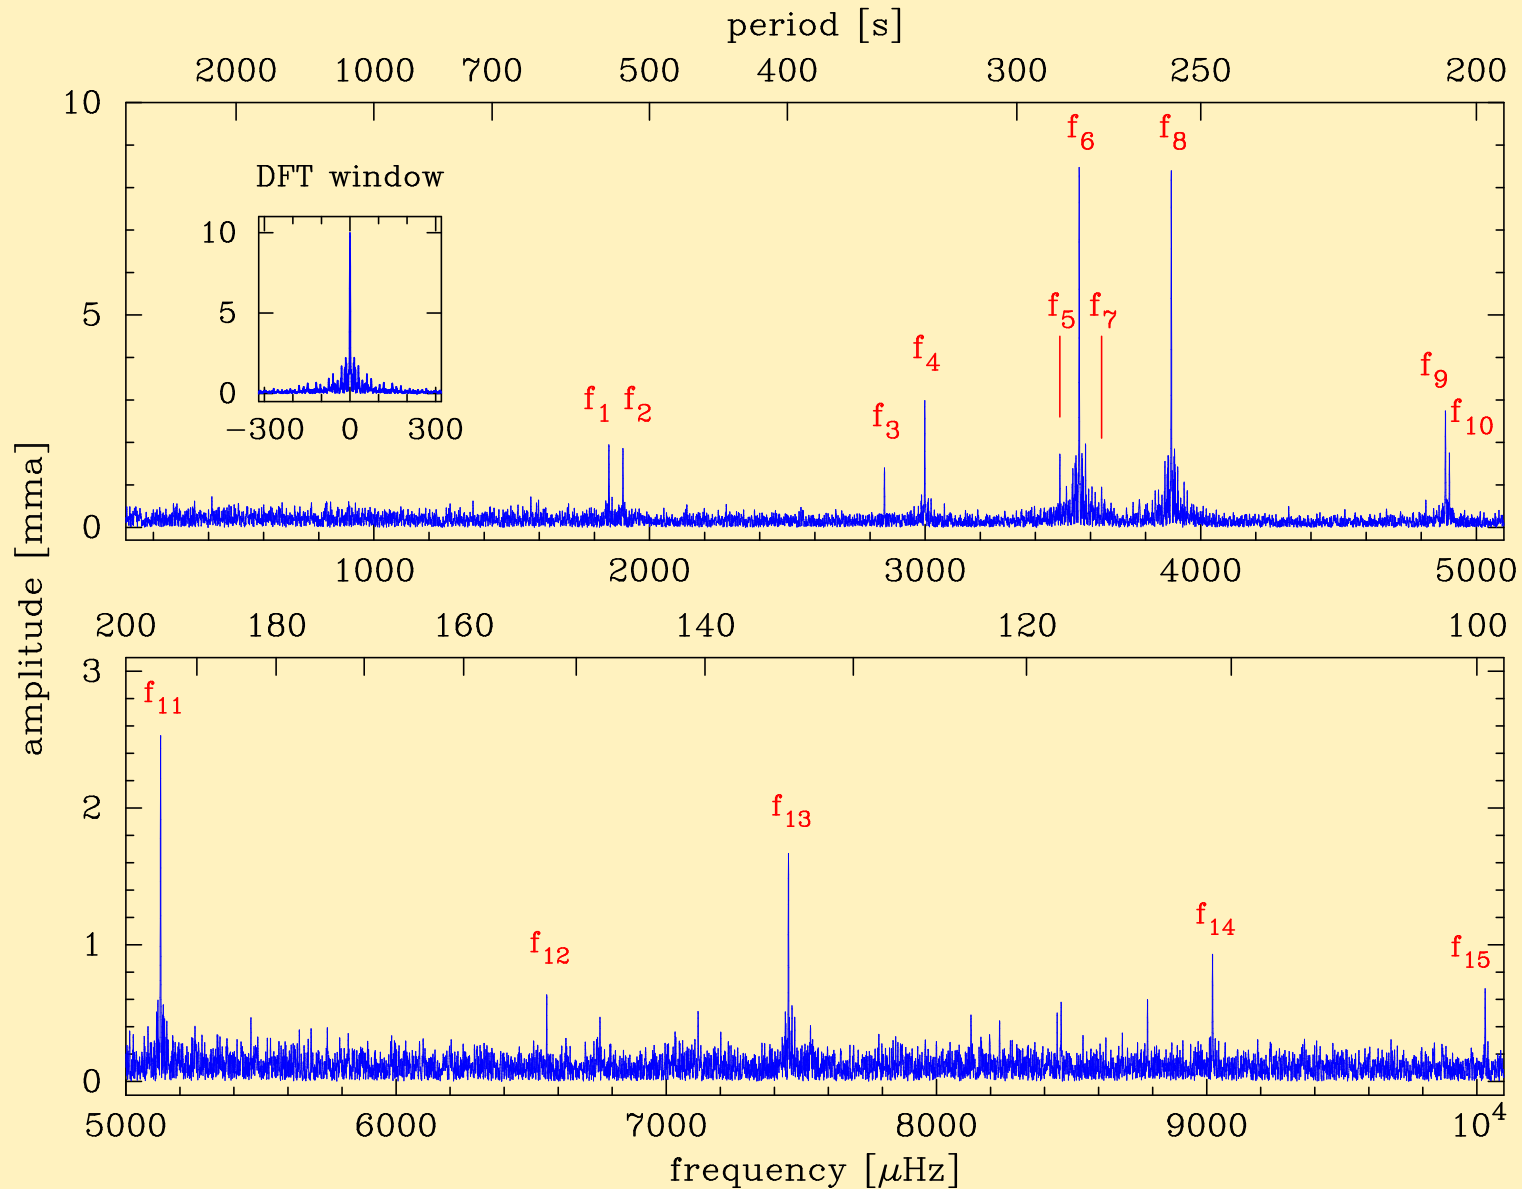 period [s]
2000 1000 700 500 400 300 250 200
10
5
0
DFT window
10
5
0
−300 0 300
f1 f2 f3 f4 f5 f6 f7 f8 f9 f10
1000 2000 3000 4000 5000
amplitude [mma]
200 180 160 140 120 100
3
2
1
0
f11 f12 f13 f14 f15
5000 6000 7000 8000 9000 10⁴
frequency [μHz]